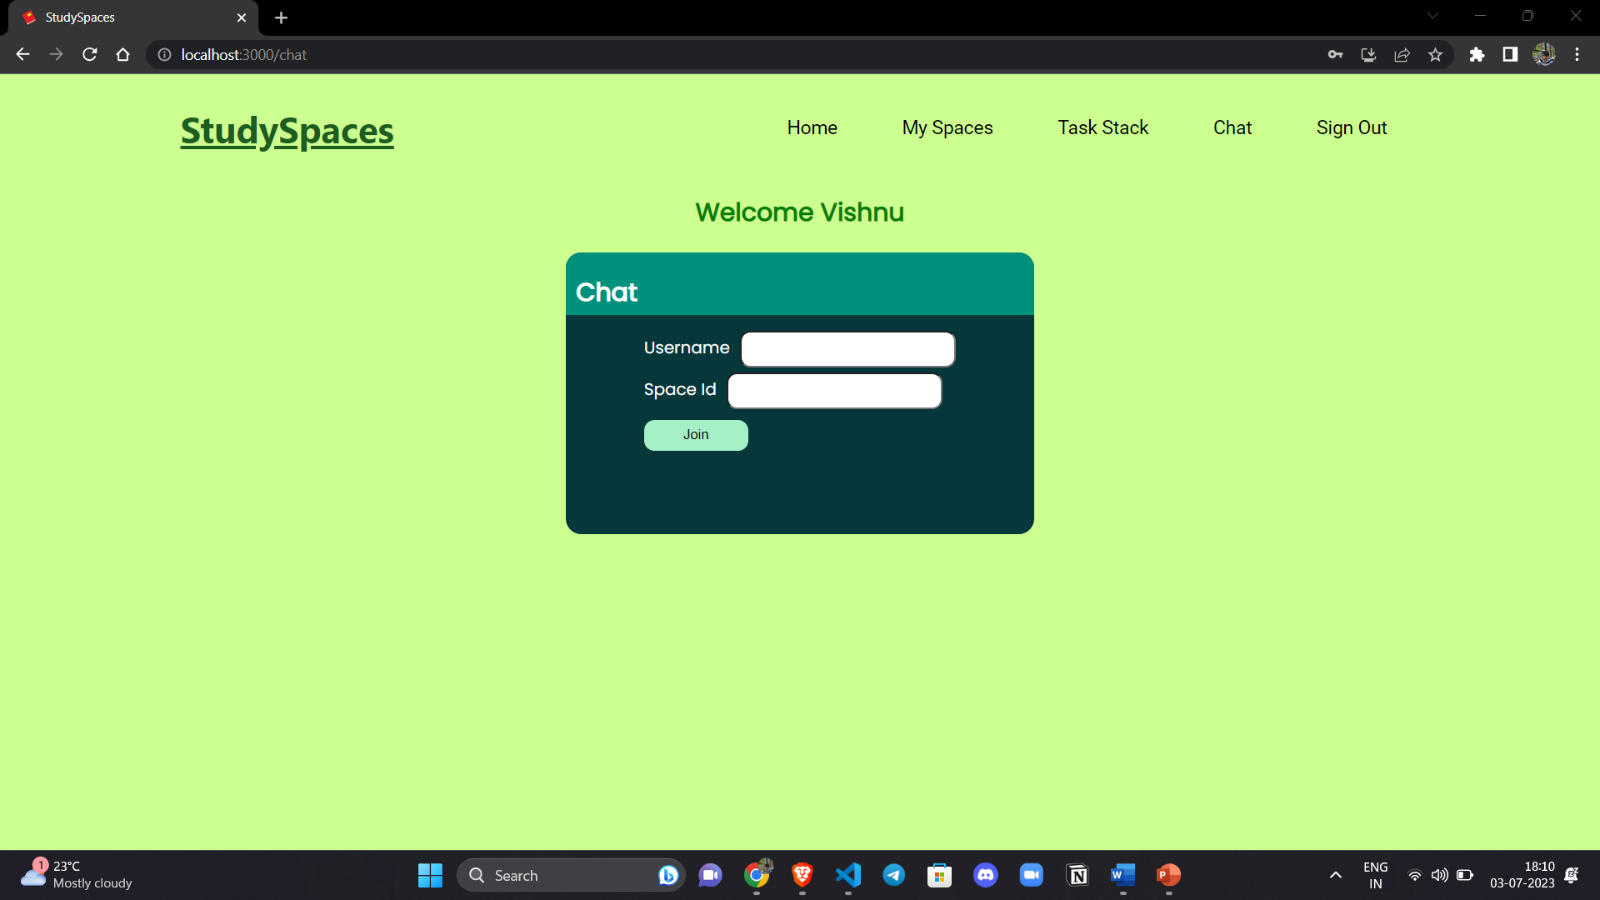 StudySpaces
localhost:3000/chat
StudySpaces
Home My Spaces Task Stack Chat Sign Out
Welcome Vishnu
Chat
Username
Space Id
Join
1
23°C
Mostly cloudy
Search
ENG
IN
18:10
03-07-2023